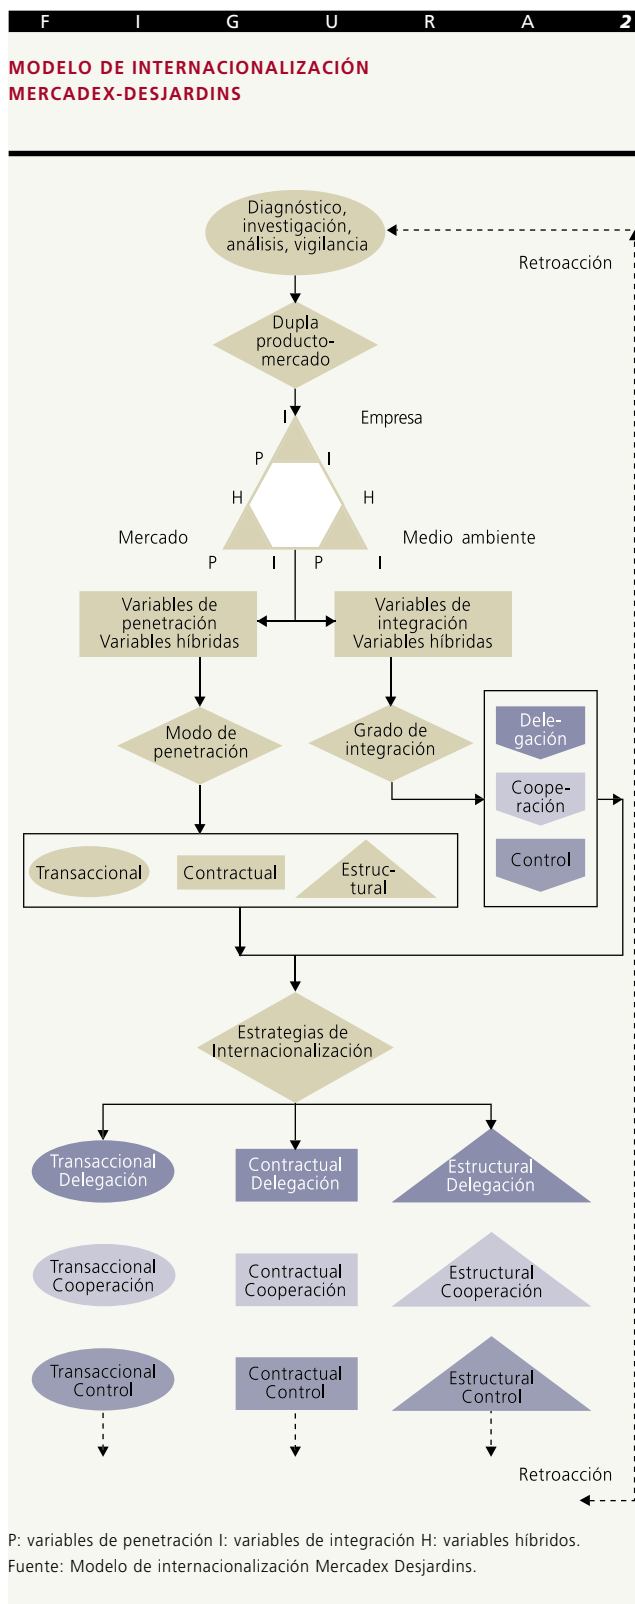 F I G U R A 2
MODELO DE INTERNACIONALIZACIÓN
MERCADEX-DESJARDINS
Diagnóstico,
investigación,
análisis, vigilancia
Retroacción
Dupla
producto-
mercado
I
Empresa
P
I
H
H
Mercado
Medio ambiente
P
I
P
I
Variables de
penetración
Variables híbridas
Variables de
integración
Variables híbridas
Modo de
penetración
Grado de
integración
Dele-
gación
Coope-
ración
Control
Transaccional
Contractual
Estruc-
tural
Estrategias de
Internacionalización
Transaccional
Delegación
Contractual
Delegación
Estructural
Delegación
Transaccional
Cooperación
Contractual
Cooperación
Estructural
Cooperación
Transaccional
Control
Contractual
Control
Estructural
Control
Retroacción
P: variables de penetración I: variables de integración H: variables híbridos.
Fuente: Modelo de internacionalización Mercadex Desjardins.